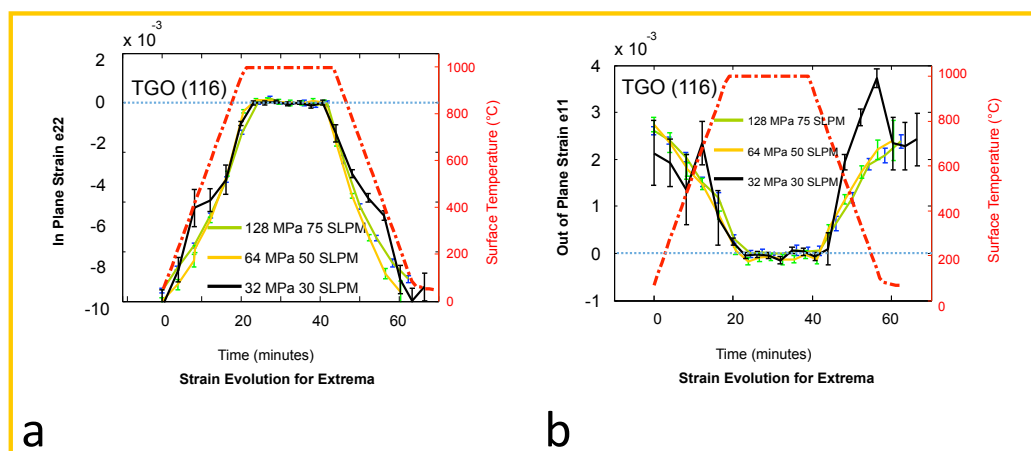 x 10-3
2
0
-2
-4
-6
-8
-10
In Plane Strain e22
TGO (116)
128 MPa 75 SLPM
64 MPa 50 SLPM
32 MPa 30 SLPM
1000
800
600
400
200
0
Surface Temperature (°C)
0
20
40
60
Time (minutes)
Strain Evolution for Extrema
a
x 10-3
4
3
2
1
0
-1
Out of Plane Strain e11
TGO (116)
128 MPa 75 SLPM
64 MPa 50 SLPM
32 MPa 30 SLPM
1000
800
600
400
200
0
Surface Temperature (°C)
0
20
40
60
Time (minutes)
Strain Evolution for Extrema
b